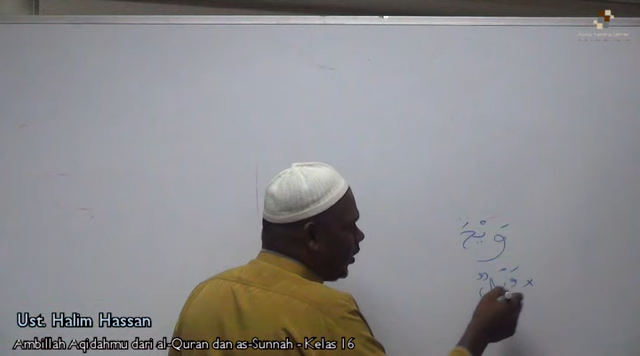 وَيْحَ
Ust. Halim Hassan
Ambillah Aqidahmu dari al-Quran dan as-Sunnah - Kelas 16